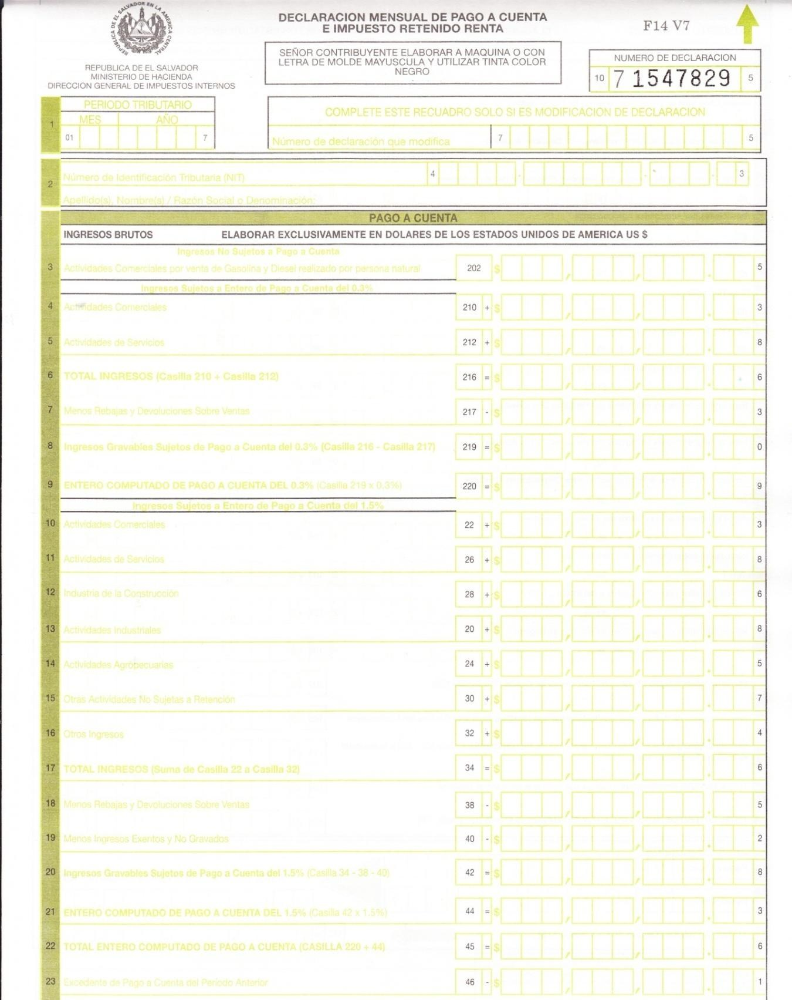 REPUBLICA DE EL SALVADOR EN LA AMERICA CENTRAL
REPUBLICA DE EL SALVADOR
MINISTERIO DE HACIENDA
DIRECCION GENERAL DE IMPUESTOS INTERNOS
DECLARACION MENSUAL DE PAGO A CUENTA
E IMPUESTO RETENIDO RENTA
SEÑOR CONTRIBUYENTE ELABORAR A MAQUINA O CON
LETRA DE MOLDE MAYUSCULA Y UTILIZAR TINTA COLOR
NEGRO
F14 V7
NUMERO DE DECLARACION
10 7 1547829 5
1
PERIODO TRIBUTARIO
MES AÑO
01 7
COMPLETE ESTE RECUADRO SOLO SI ES MODIFICACION DE DECLARACION
Número de declaración que modifica 7 5
2 Número de Identificación Tributaria (NIT) 4 - - - 3
Apellido(s), Nombre(s) / Razón Social o Denominación:
PAGO A CUENTA
INGRESOS BRUTOS ELABORAR EXCLUSIVAMENTE EN DOLARES DE LOS ESTADOS UNIDOS DE AMERICA US $
Ingresos No Sujetos a Pago a Cuenta
3 Actividades Comerciales por venta de Gasolina y Diesel realizado por persona natural 202 $ , , . 5
Ingresos Sujetos a Entero de Pago a Cuenta del 0.3%
4 Actividades Comerciales 210 + $ , , . 3
5 Actividades de Servicios 212 + $ , , . 8
6 TOTAL INGRESOS (Casilla 210 + Casilla 212) 216 = $ , , . 6
7 Menos Rebajas y Devoluciones Sobre Ventas 217 - $ , , . 3
8 Ingresos Gravables Sujetos de Pago a Cuenta del 0.3% (Casilla 216 - Casilla 217) 219 = $ , , . 0
9 ENTERO COMPUTADO DE PAGO A CUENTA DEL 0.3% (Casilla 219 x 0.3%) 220 = $ , , . 9
Ingresos Sujetos a Entero de Pago a Cuenta del 1.5%
10 Actividades Comerciales 22 + $ , , . 3
11 Actividades de Servicios 26 + $ , , . 8
12 Industria de la Construcción 28 + $ , , . 6
13 Actividades Industriales 20 + $ , , . 8
14 Actividades Agropecuarias 24 + $ , , . 5
15 Otras Actividades No Sujetas a Retención 30 + $ , , . 7
16 Otros Ingresos 32 + $ , , . 4
17 TOTAL INGRESOS (Suma de Casilla 22 a Casilla 32) 34 = $ , , . 6
18 Menos Rebajas y Devoluciones Sobre Ventas 38 - $ , , . 5
19 Menos Ingresos Exentos y No Gravados 40 - $ , , . 2
20 Ingresos Gravables Sujetos de Pago a Cuenta del 1.5% (Casilla 34 - 38 - 40) 42 = $ , , . 8
21 ENTERO COMPUTADO DE PAGO A CUENTA DEL 1.5% (Casilla 42 x 1.5%) 44 = $ , , . 3
22 TOTAL ENTERO COMPUTADO DE PAGO A CUENTA (CASILLA 220 + 44) 45 = $ , , . 6
23 Excedente de Pago a Cuenta del Período Anterior 46 - $ , , . 1